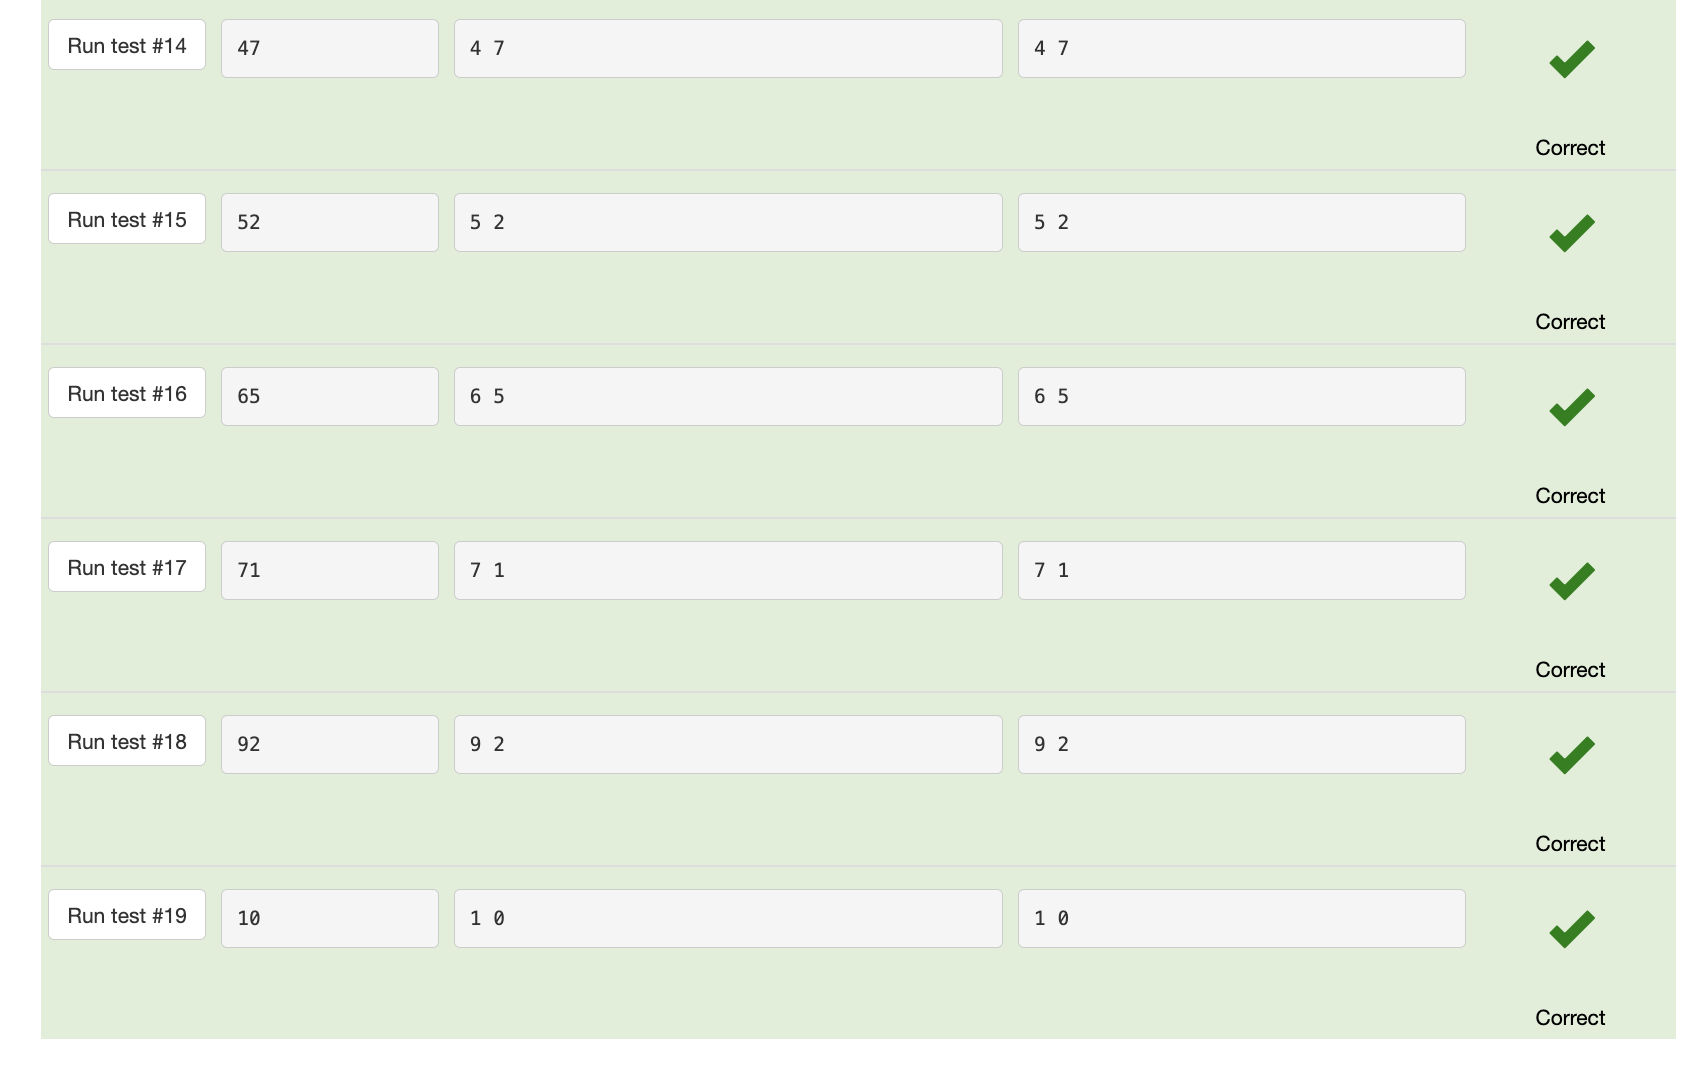 Run test #14 47 4 7 4 7
Correct
Run test #15 52 5 2 5 2
Correct
Run test #16 65 6 5 6 5
Correct
Run test #17 71 7 1 7 1
Correct
Run test #18 92 9 2 9 2
Correct
Run test #19 10 1 0 1 0
Correct